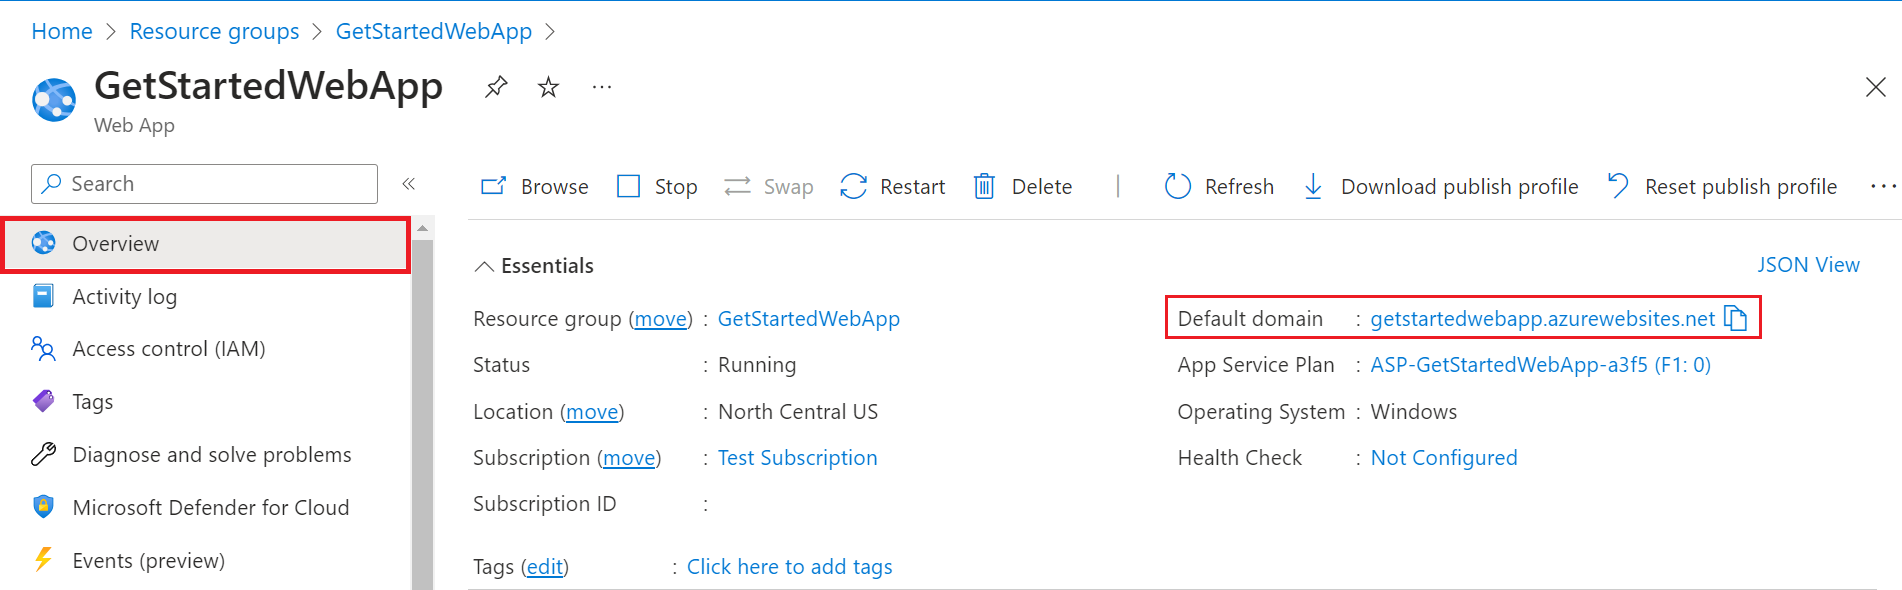 Home > Resource groups > GetStartedWebApp >
GetStartedWebApp
Web App
Search
Browse Stop Swap Restart Delete | Refresh Download publish profile Reset publish profile ...
Overview
Activity log
Access control (IAM)
Tags
Diagnose and solve problems
Microsoft Defender for Cloud
Events (preview)
Essentials
JSON View
Resource group (move) : GetStartedWebApp
Status : Running
Location (move) : North Central US
Subscription (move) : Test Subscription
Subscription ID :
Default domain : getstartedwebapp.azurewebsites.net
App Service Plan : ASP-GetStartedWebApp-a3f5 (F1: 0)
Operating System : Windows
Health Check : Not Configured
Tags (edit) : Click here to add tags